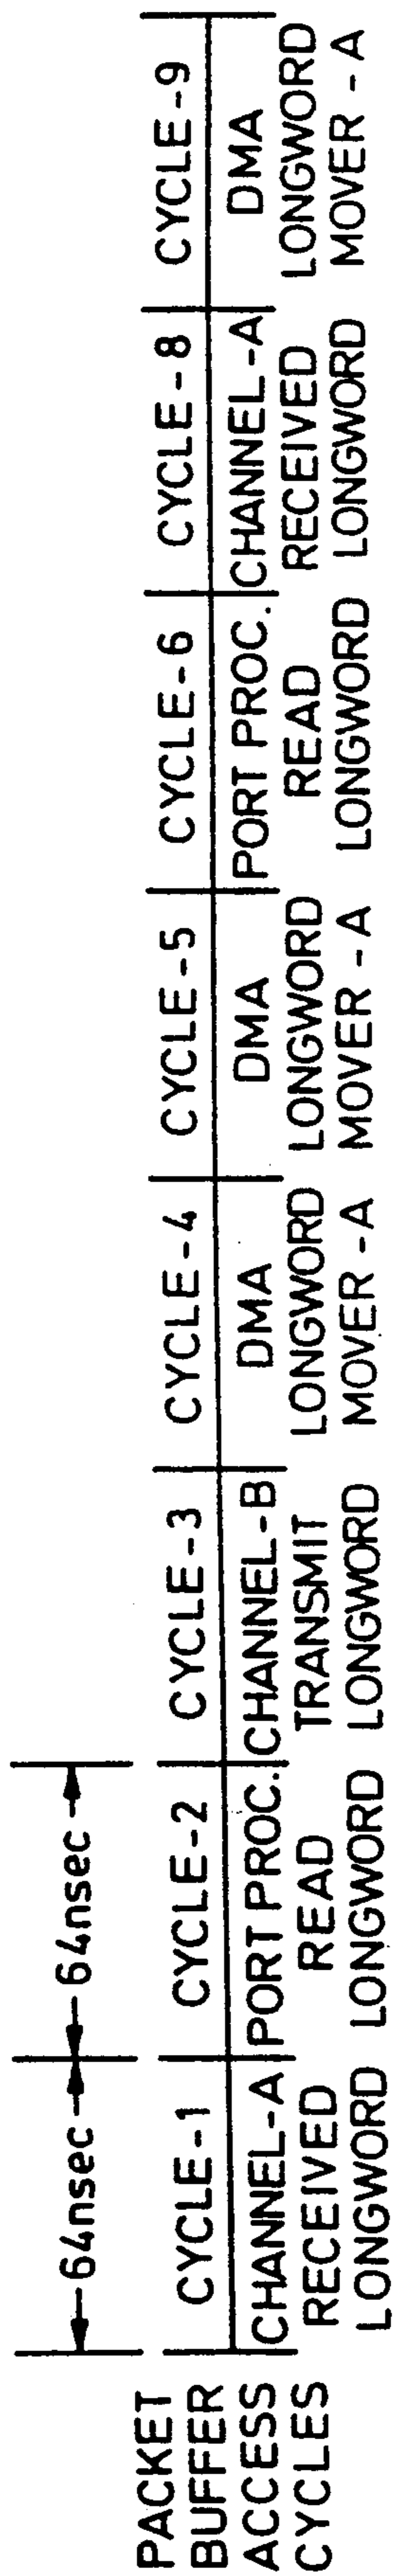 64nsec 64nsec
PACKET
BUFFER
ACCESS
CYCLES
CYCLE-1 CYCLE-2 CYCLE-3 CYCLE-4 CYCLE-5 CYCLE-6 CYCLE-8 CYCLE-9
CHANNEL-A PORT PROC. CHANNEL-B DMA DMA PORT PROC. CHANNEL-A DMA
RECEIVED READ TRANSMIT LONGWORD LONGWORD READ RECEIVED LONGWORD
LONGWORD LONGWORD LONGWORD MOVER-A MOVER-A LONGWORD LONGWORD MOVER-A